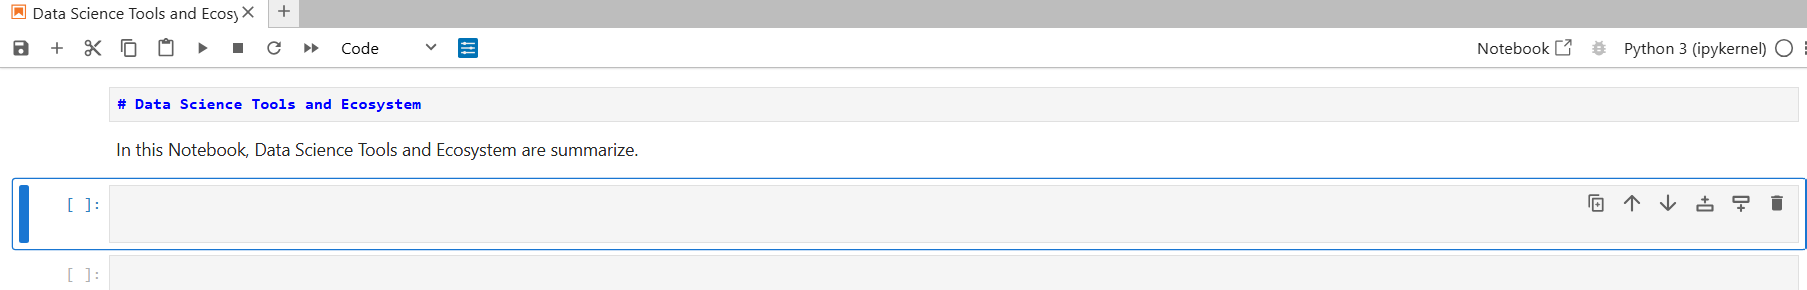 Data Science Tools and Ecosy
Code
Notebook
Python 3 (ipykernel)
# Data Science Tools and Ecosystem
In this Notebook, Data Science Tools and Ecosystem are summarize.
[ ]:
[ ]: